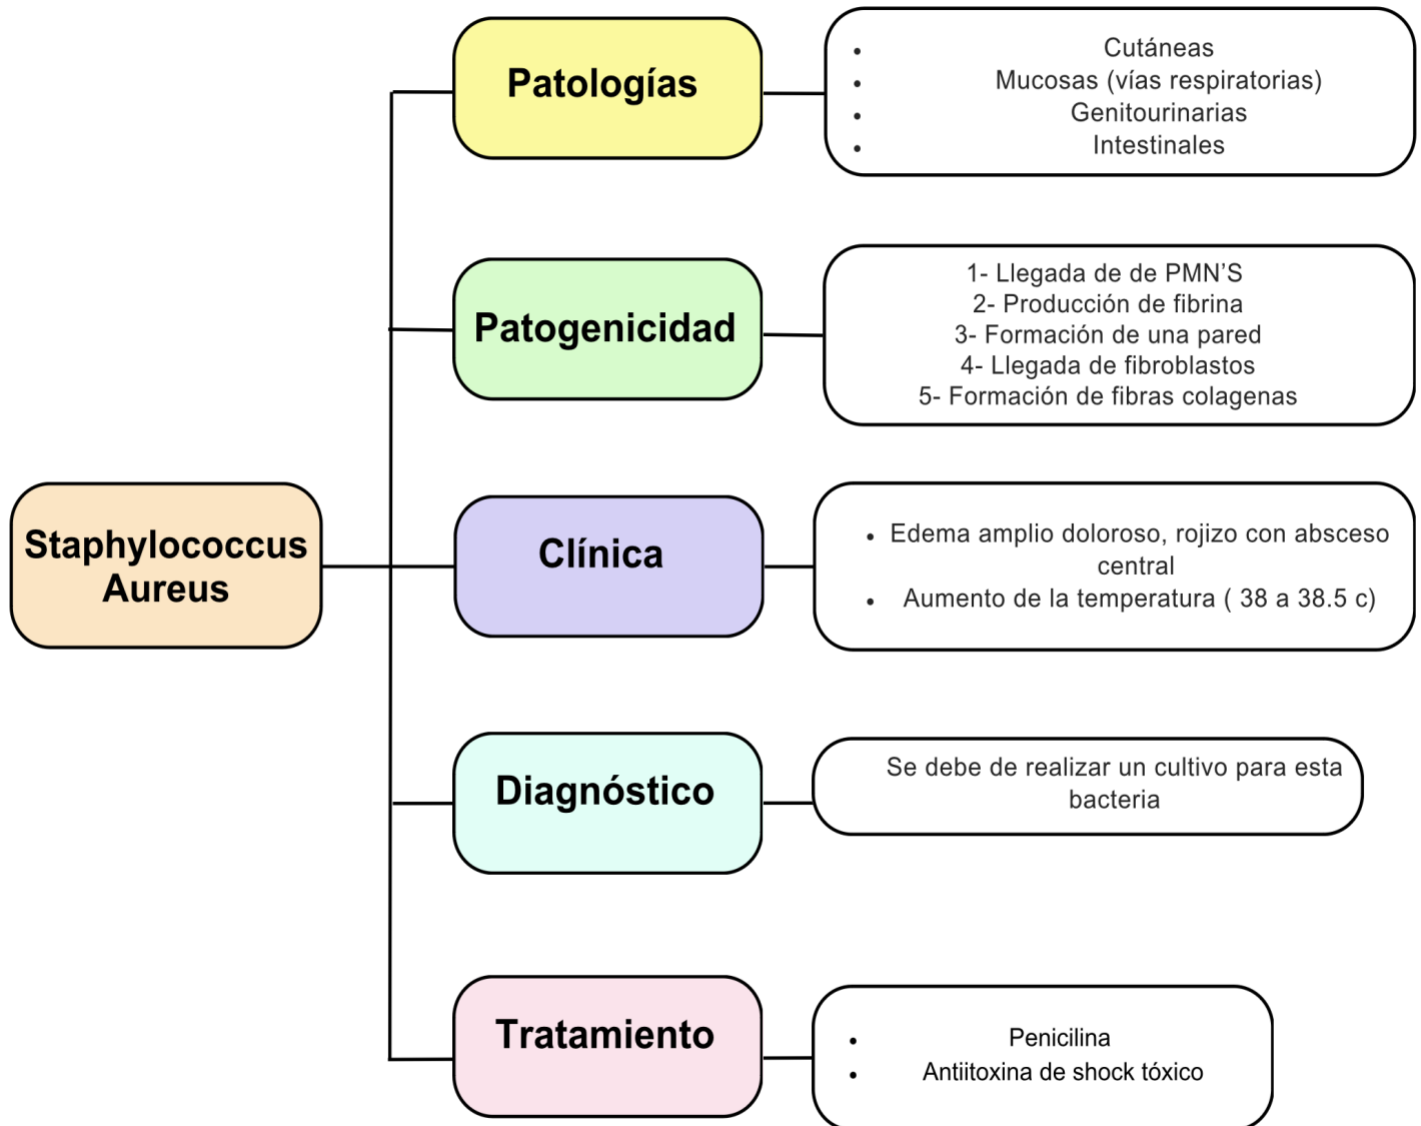 Staphylococcus
Aureus
Patologías
• Cutáneas
• Mucosas (vías respiratorias)
• Genitourinarias
• Intestinales
Patogenicidad
1- Llegada de de PMN’S
2- Producción de fibrina
3- Formación de una pared
4- Llegada de fibroblastos
5- Formación de fibras colagenas
Clínica
• Edema amplio doloroso, rojizo con absceso
central
• Aumento de la temperatura ( 38 a 38.5 c)
Diagnóstico
Se debe de realizar un cultivo para esta
bacteria
Tratamiento
• Penicilina
• Antiitoxina de shock tóxico